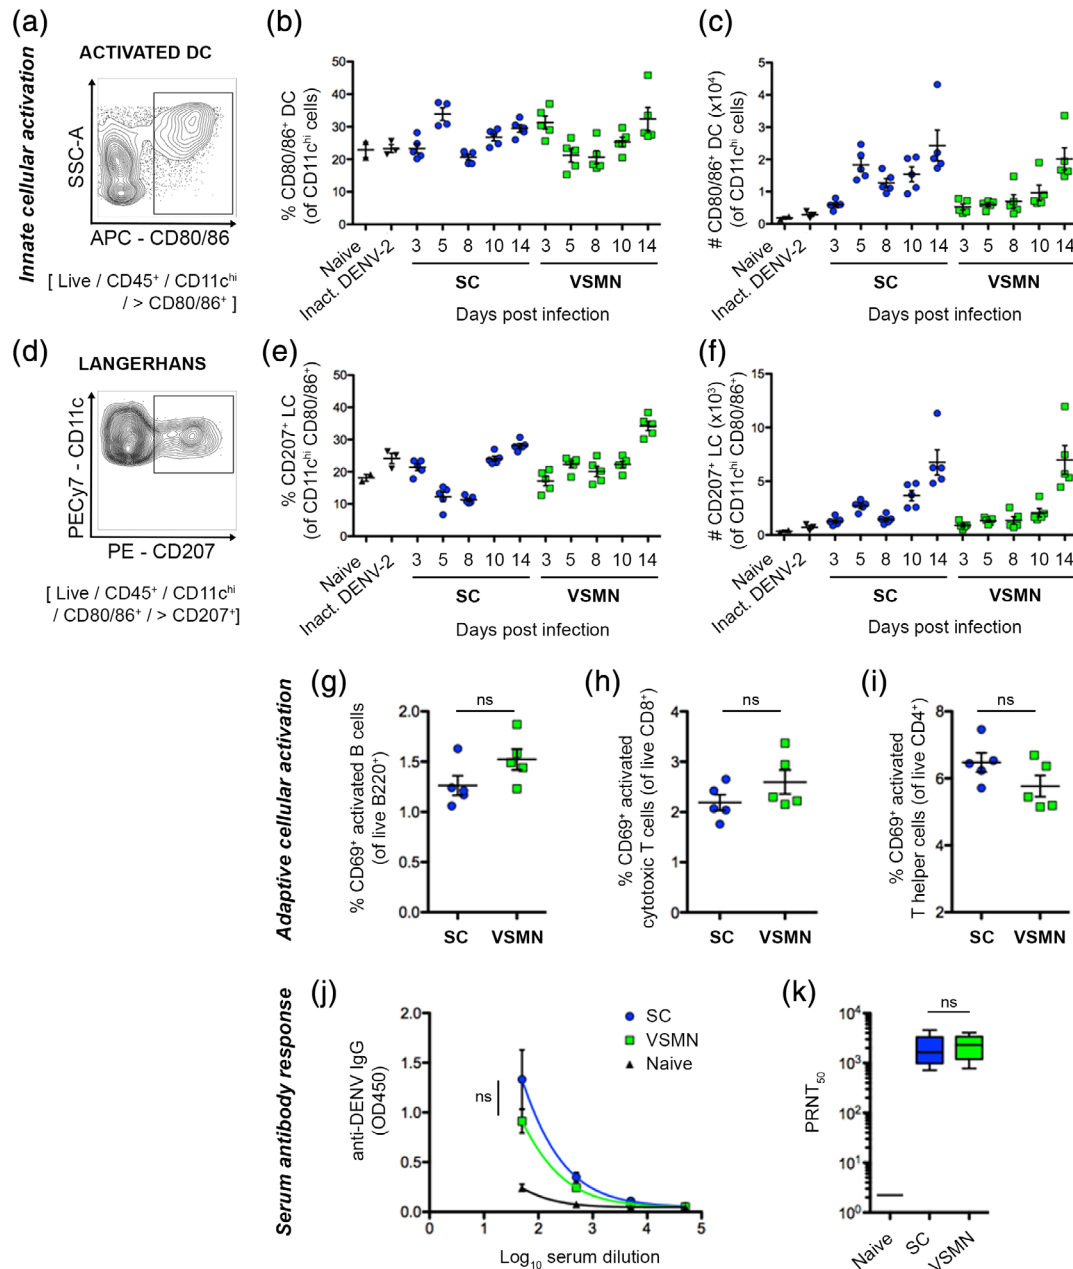 (a)
Innate cellular activation
ACTIVATED DC
SSC-A
APC - CD80/86
[ Live / CD45⁺ / CD11cʰⁱ
/ > CD80/86⁺ ]
(b)
% CD80/86⁺ DC
(of CD11cʰⁱ cells)
50
40
30
20
10
0
Naive
Inact. DENV-2
3 5 8 10 14 3 5 8 10 14
SC VSMN
Days post infection
(c)
# CD80/86⁺ DC (x10⁴)
(of CD11cʰⁱ cells)
5
4
3
2
1
0
Naive
Inact. DENV-2
3 5 8 10 14 3 5 8 10 14
SC VSMN
Days post infection
(d)
LANGERHANS
PECy7 - CD11c
PE - CD207
[ Live / CD45⁺ / CD11cʰⁱ
/ CD80/86⁺ / > CD207⁺]
(e)
% CD207⁺ LC
(of CD11cʰⁱ CD80/86⁺)
50
40
30
20
10
0
Naive
Inact. DENV-2
3 5 8 10 14 3 5 8 10 14
SC VSMN
Days post infection
(f)
# CD207⁺ LC (x10³)
(of CD11cʰⁱ CD80/86⁺)
15
10
5
0
Naive
Inact. DENV-2
3 5 8 10 14 3 5 8 10 14
SC VSMN
Days post infection
Adaptive cellular activation
(g)
% CD69⁺ activated B cells
(of live B220⁺)
ns
2.0
1.5
1.0
0.5
0.0
SC VSMN
(h)
% CD69⁺ activated
cytotoxic T cells (of live CD8⁺)
ns
4
3
2
1
0
SC VSMN
(i)
% CD69⁺ activated
T helper cells (of live CD4⁺)
ns
8
6
4
2
SC VSMN
Serum antibody response
(j)
anti-DENV IgG
(OD450)
2.0
1.5
1.0
0.5
0.0
ns
SC
VSMN
Naive
0 1 2 3 4 5
Log₁₀ serum dilution
(k)
PRNT₅₀
ns
10⁴
10³
10²
10¹
10⁰
Naive
SC
VSMN